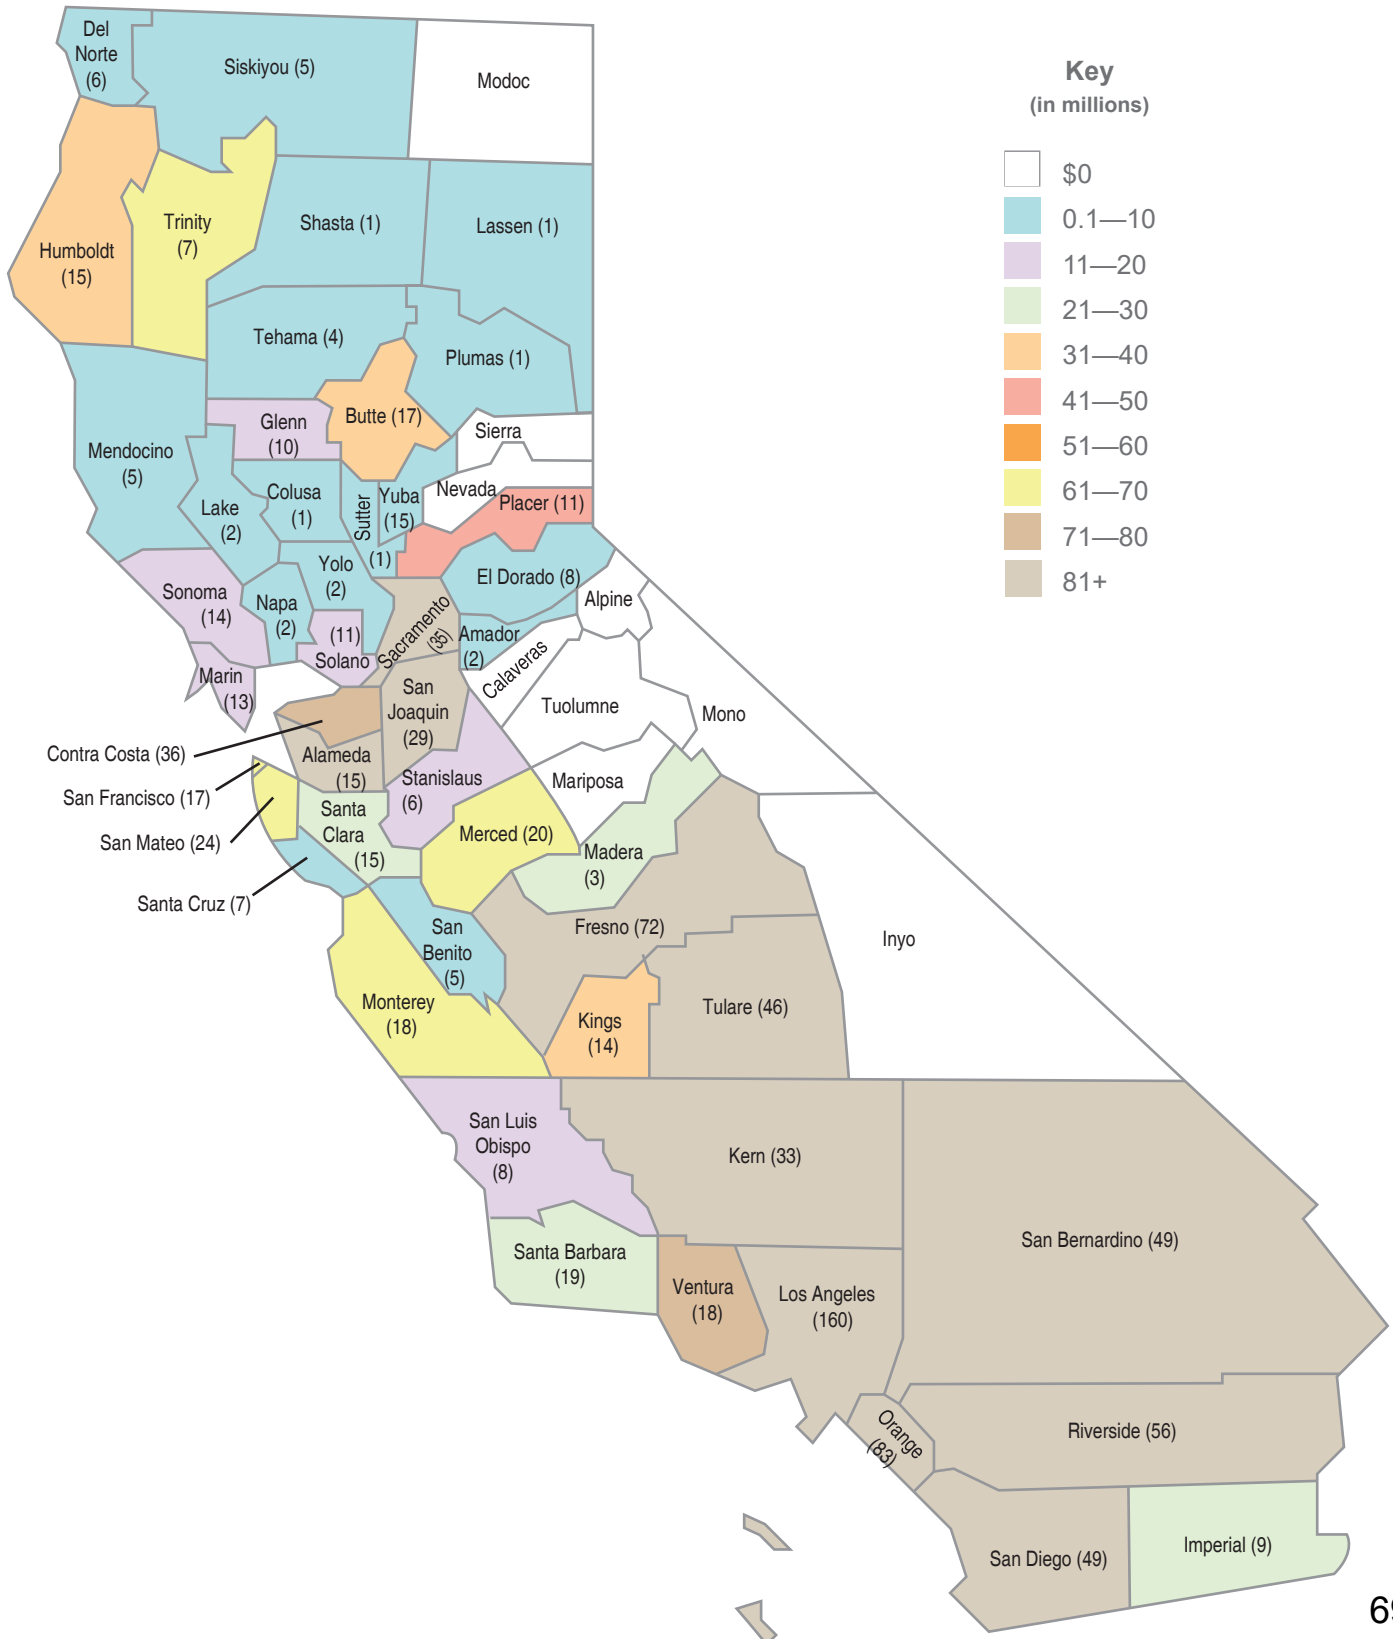 Del
Norte
(6)
Siskiyou (5)
Modoc
Key
(in millions)
$0
0.1—10
11—20
21—30
31—40
41—50
51—60
61—70
71—80
81+
Humboldt
(15)
Trinity
(7)
Shasta (1)
Lassen (1)
Tehama (4)
Plumas (1)
Butte (17)
Glenn
(10)
Mendocino
(5)
Lake
(2)
Colusa
(1)
Sutter
(1)
Yuba
(15)
Sierra
Nevada
Placer (11)
Yolo
(2)
El Dorado (8)
Sonoma
(14)
Napa
(2)
(11)
Solano
Sacramento
(35)
Amador
(2)
Alpine
Calaveras
Marin
(13)
San
Joaquin
(29)
Tuolumne
Mono
Contra Costa (36)
Alameda
(15)
Stanislaus
(6)
Mariposa
San Francisco (17)
San Mateo (24)
Santa
Clara
(15)
Merced (20)
Madera
(3)
Santa Cruz (7)
San
Benito
(5)
Fresno (72)
Inyo
Monterey
(18)
Kings
(14)
Tulare (46)
San Luis
Obispo
(8)
Kern (33)
San Bernardino (49)
Santa Barbara
(19)
Ventura
(18)
Los Angeles
(160)
Orange
(83)
Riverside (56)
San Diego (49)
Imperial (9)